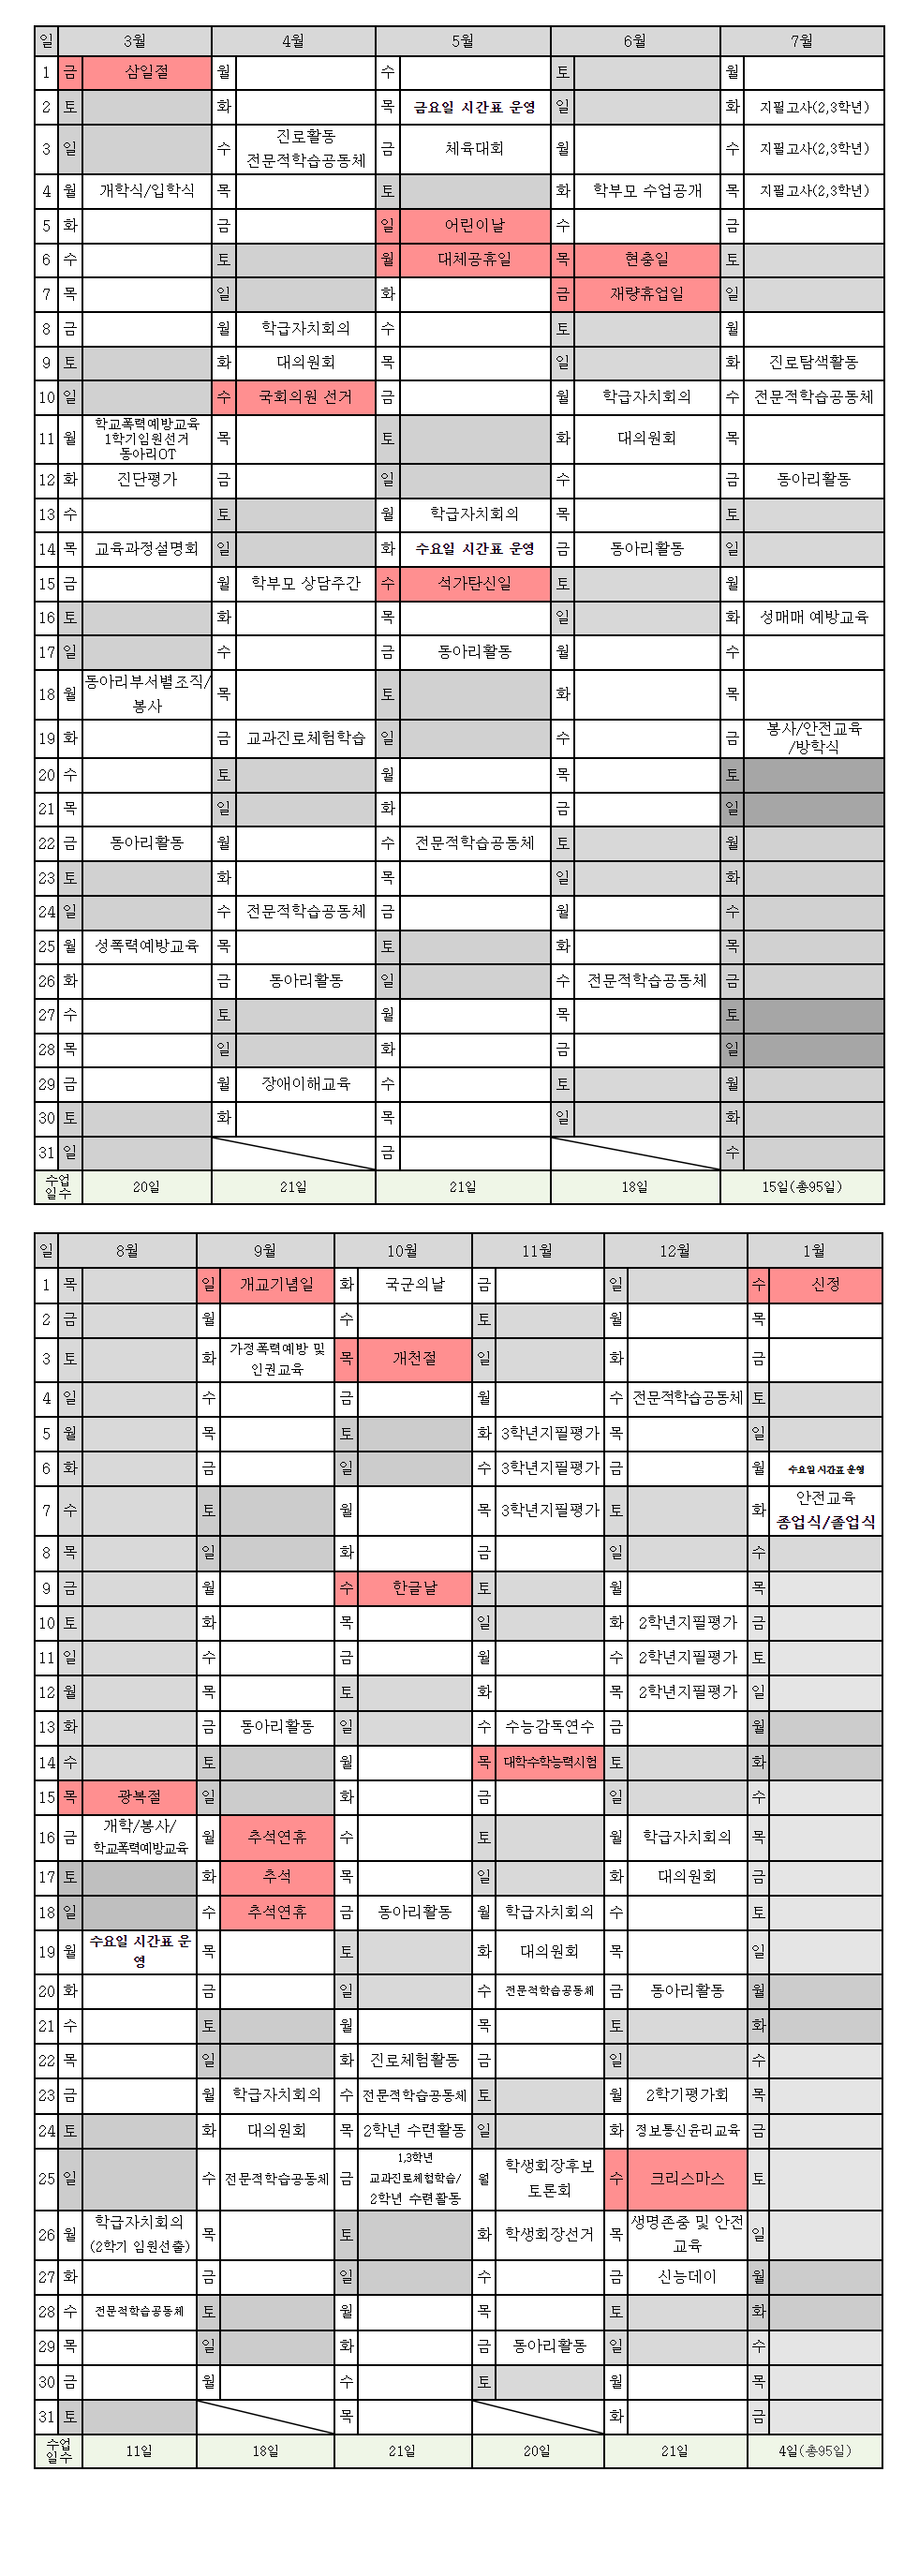 일 3월 4월 5월 6월 7월
1 금 삼일절 월 수 토 월
2 토 화 목 금요일 시간표 운영 일 화 지필고사(2,3학년)
3 일 수 진로활동 전문적학습공동체 금 체육대회 월 수 지필고사(2,3학년)
4 월 개학식/입학식 목 토 화 학부모 수업공개 목 지필고사(2,3학년)
5 화 금 일 어린이날 수 금
6 수 토 월 대체공휴일 목 현충일 토
7 목 일 화 금 재량휴업일 일
8 금 월 학급자치회의 수 토 월
9 토 화 대의원회 목 일 화 진로탐색활동
10 일 수 국회의원 선거 금 월 학급자치회의 수 전문적학습공동체
11 월 학교폭력예방교육 1학기임원선거 동아리OT 목 토 화 대의원회 목
12 화 진단평가 금 일 수 금 동아리활동
13 수 토 월 학급자치회의 목 토
14 목 교육과정설명회 일 화 수요일 시간표 운영 금 동아리활동 일
15 금 월 학부모 상담주간 수 석가탄신일 토 월
16 토 화 목 일 화 성매매 예방교육
17 일 수 금 동아리활동 월 수
18 월 동아리부서별조직/ 봉사 목 토 화 목
19 화 금 교과진로체험학습 일 수 금 봉사/안전교육 /방학식
20 수 토 월 목 토
21 목 일 화 금 일
22 금 동아리활동 월 수 전문적학습공동체 토 월
23 토 화 목 일 화
24 일 수 전문적학습공동체 금 월 수
25 월 성폭력예방교육 목 토 화 목
26 화 금 동아리활동 일 수 전문적학습공동체 금
27 수 토 월 목 토
28 목 일 화 금 일
29 금 월 장애이해교육 수 토 월
30 토 화 목 일 화
31 일 금 수
수업 일수 20일 21일 21일 18일 15일(총95일)
일 8월 9월 10월 11월 12월 1월
1 목 일 개교기념일 화 국군의날 금 일 수 신정
2 금 월 수 토 월 목
3 토 화 가정폭력예방 및 인권교육 목 개천절 일 화 금
4 일 수 금 월 수 전문적학습공동체 토
5 월 목 토 화 3학년지필평가 목 일
6 화 금 일 수 3학년지필평가 금 월 수요일 시간표 운영
7 수 토 월 목 3학년지필평가 토 화 안전교육 종업식/졸업식
8 목 일 화 금 일 수
9 금 월 수 한글날 토 월 목
10 토 화 목 일 화 2학년지필평가 금
11 일 수 금 월 수 2학년지필평가 토
12 월 목 토 화 목 2학년지필평가 일
13 화 금 동아리활동 일 수 수능감독연수 금 월
14 수 토 월 목 대학수학능력시험 토 화
15 목 광복절 일 화 금 일 수
16 금 개학/봉사/ 학교폭력예방교육 월 추석연휴 수 토 월 학급자치회의 목
17 토 화 추석 목 일 화 대의원회 금
18 일 수 추석연휴 금 동아리활동 월 학급자치회의 수 토
19 월 수요일 시간표 운영 목 토 화 대의원회 목 일
20 화 금 일 수 전문적학습공동체 금 동아리활동 월
21 수 토 월 목 토 화
22 목 일 화 진로체험활동 금 일 수
23 금 월 학급자치회의 수 전문적학습공동체 토 월 2학기평가회 목
24 토 화 대의원회 목 2학년 수련활동 일 화 정보통신윤리교육 금
25 일 수 전문적학습공동체 금 1,3학년 교과진로체험학습/ 2학년 수련활동 월 학생회장후보 토론회 수 크리스마스 토
26 월 학급자치회의 (2학기 임원선출) 목 토 화 학생회장선거 목 생명존중 및 안전 교육 일
27 화 금 일 수 금 신능데이 월
28 수 전문적학습공동체 토 월 목 토 화
29 목 일 화 금 동아리활동 일 수
30 금 월 수 토 월 목
31 토 목 화 금
수업 일수 11일 18일 21일 20일 21일 4일(총95일)